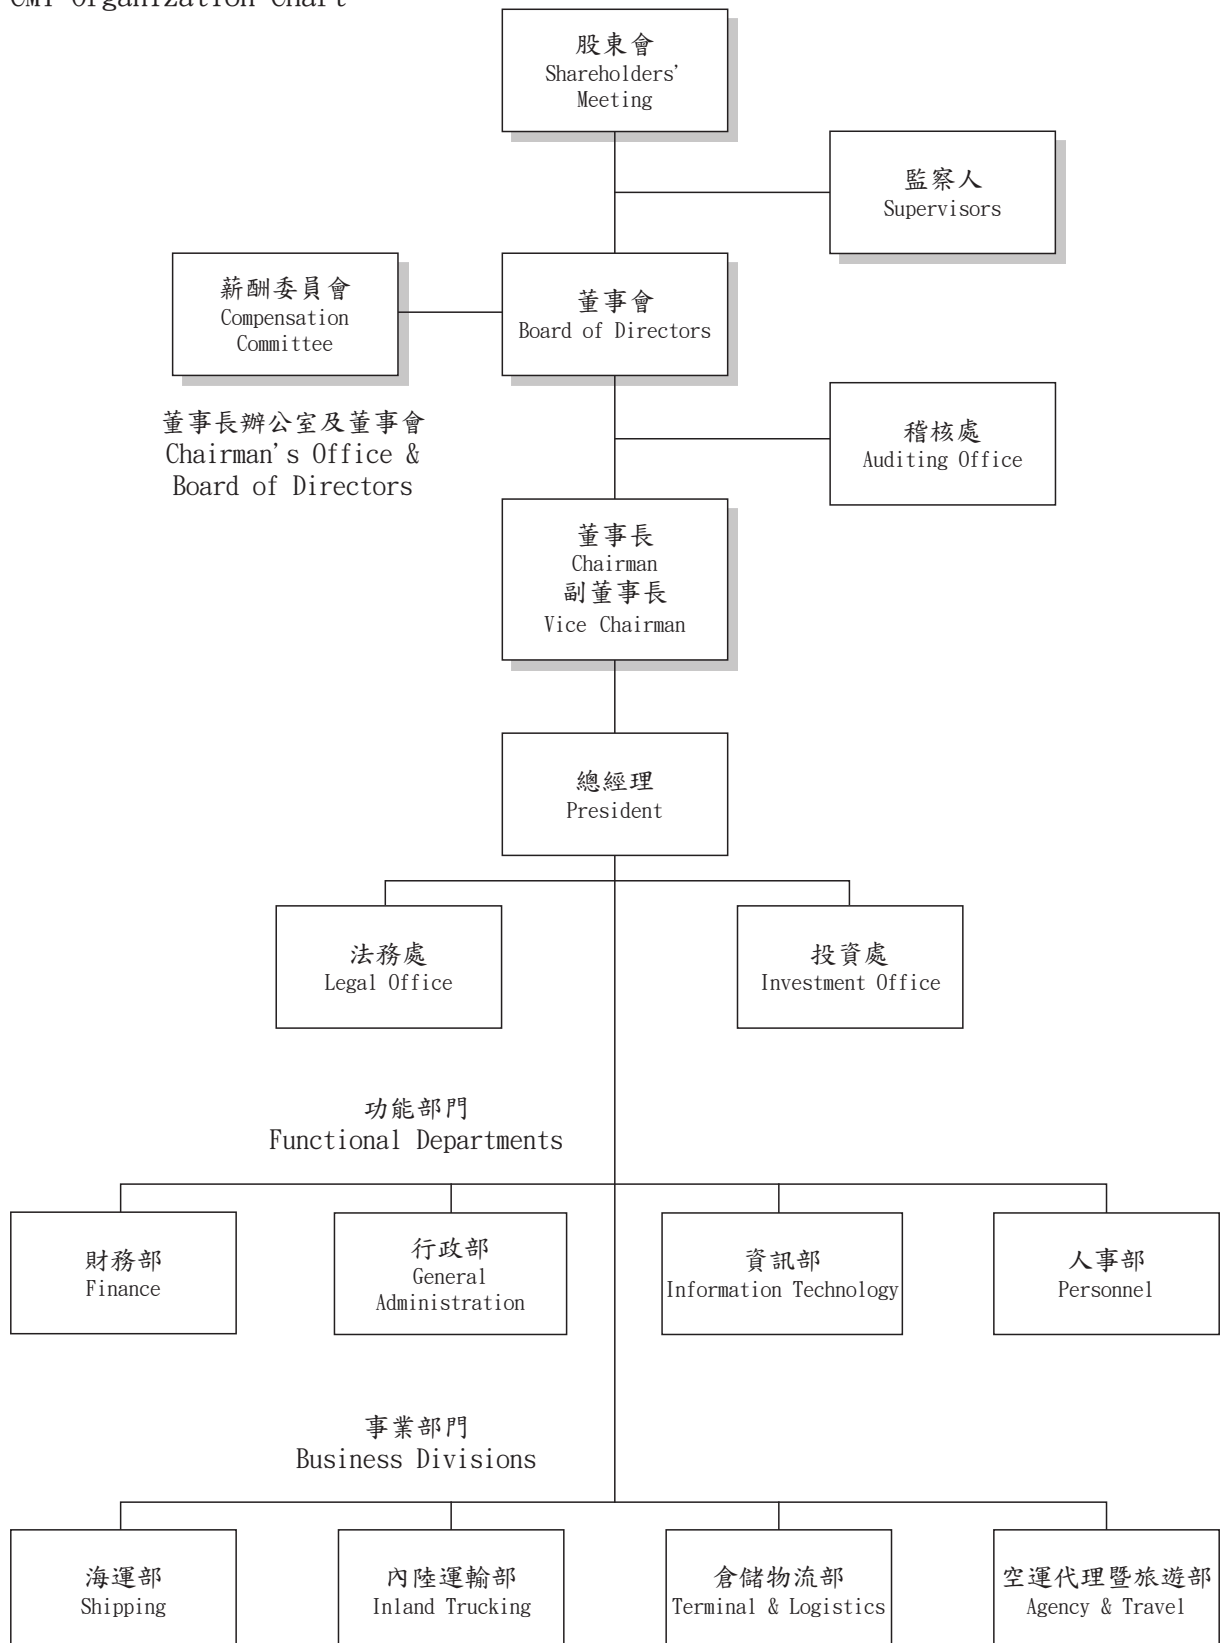 CMT Organization Chart
股東會
Shareholders'
Meeting
監察人
Supervisors
薪酬委員會
Compensation
Committee
董事會
Board of Directors
董事長辦公室及董事會
Chairman's Office &
Board of Directors
稽核處
Auditing Office
董事長
Chairman
副董事長
Vice Chairman
總經理
President
法務處
Legal Office
投資處
Investment Office
功能部門
Functional Departments
財務部
Finance
行政部
General
Administration
資訊部
Information Technology
人事部
Personnel
事業部門
Business Divisions
海運部
Shipping
內陸運輸部
Inland Trucking
倉儲物流部
Terminal & Logistics
空運代理暨旅遊部
Agency & Travel